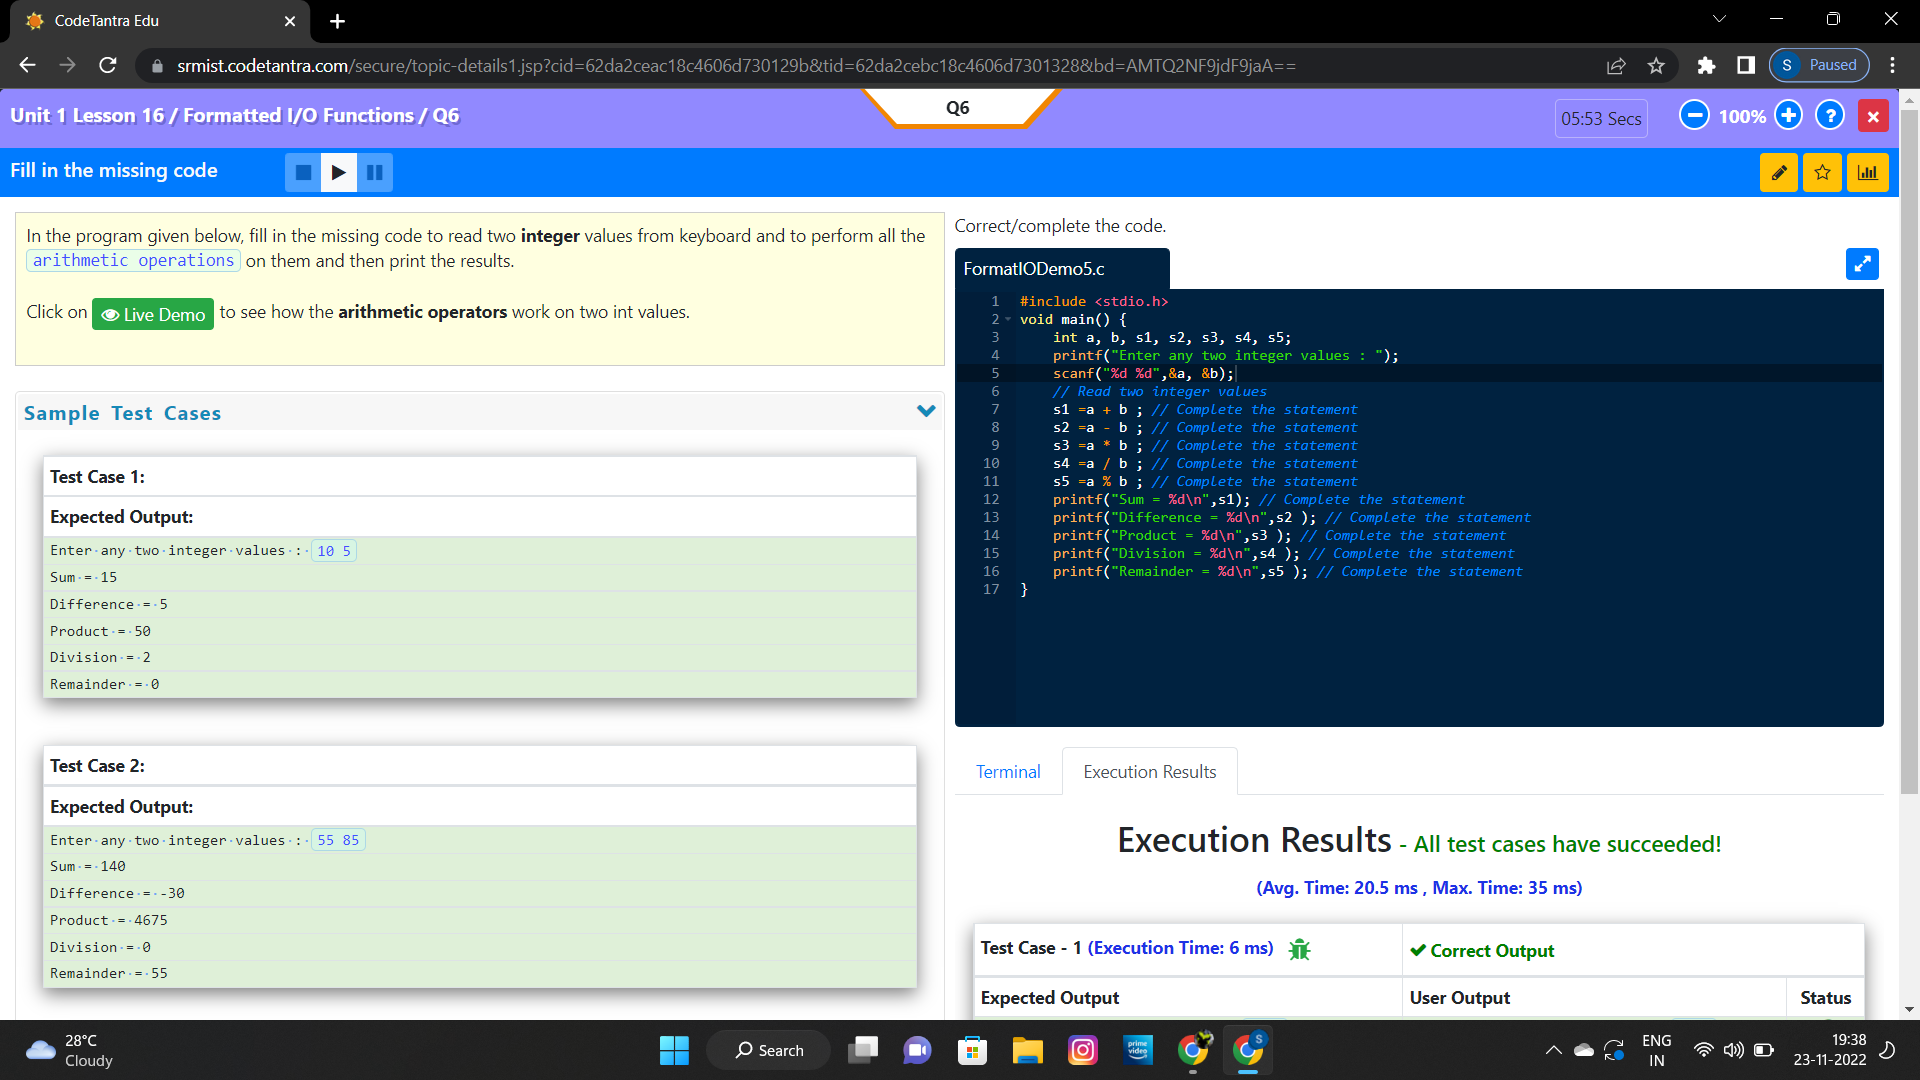 CodeTantra Edu
srmist.codetantra.com/secure/topic-details1.jsp?cid=62da2ceac18c4606d730129b&tid=62da2cebc18c4606d7301328&bd=AMTQ2NF9jdF9jaA==
S Paused
Unit 1 Lesson 16 / Formatted I/O Functions / Q6
Q6
05:53 Secs
100%
?
Fill in the missing code
In the program given below, fill in the missing code to read two integer values from keyboard and to perform all the
arithmetic operations on them and then print the results.
Click on Live Demo to see how the arithmetic operators work on two int values.
Sample Test Cases
Test Case 1:
Expected Output:
Enter·any·two·integer·values·:·10 5
Sum·=·15
Difference·=·5
Product·=·50
Division·=·2
Remainder·=·0
Test Case 2:
Expected Output:
Enter·any·two·integer·values·:·55 85
Sum·=·140
Difference·=·-30
Product·=·4675
Division·=·0
Remainder·=·55
Correct/complete the code.
FormatIODemo5.c
1 #include <stdio.h>
2 void main() {
3 int a, b, s1, s2, s3, s4, s5;
4 printf("Enter any two integer values : ");
5 scanf("%d %d",&a, &b);
6 // Read two integer values
7 s1 =a + b ; // Complete the statement
8 s2 =a - b ; // Complete the statement
9 s3 =a * b ; // Complete the statement
10 s4 =a / b ; // Complete the statement
11 s5 =a % b ; // Complete the statement
12 printf("Sum = %d\n",s1); // Complete the statement
13 printf("Difference = %d\n",s2 ); // Complete the statement
14 printf("Product = %d\n",s3 ); // Complete the statement
15 printf("Division = %d\n",s4 ); // Complete the statement
16 printf("Remainder = %d\n",s5 ); // Complete the statement
17 }
Terminal
Execution Results
Execution Results - All test cases have succeeded!
(Avg. Time: 20.5 ms , Max. Time: 35 ms)
Test Case - 1 (Execution Time: 6 ms)
Correct Output
Expected Output
User Output
Status
28°C
Cloudy
Search
prime video
S
ENG
IN
19:38
23-11-2022